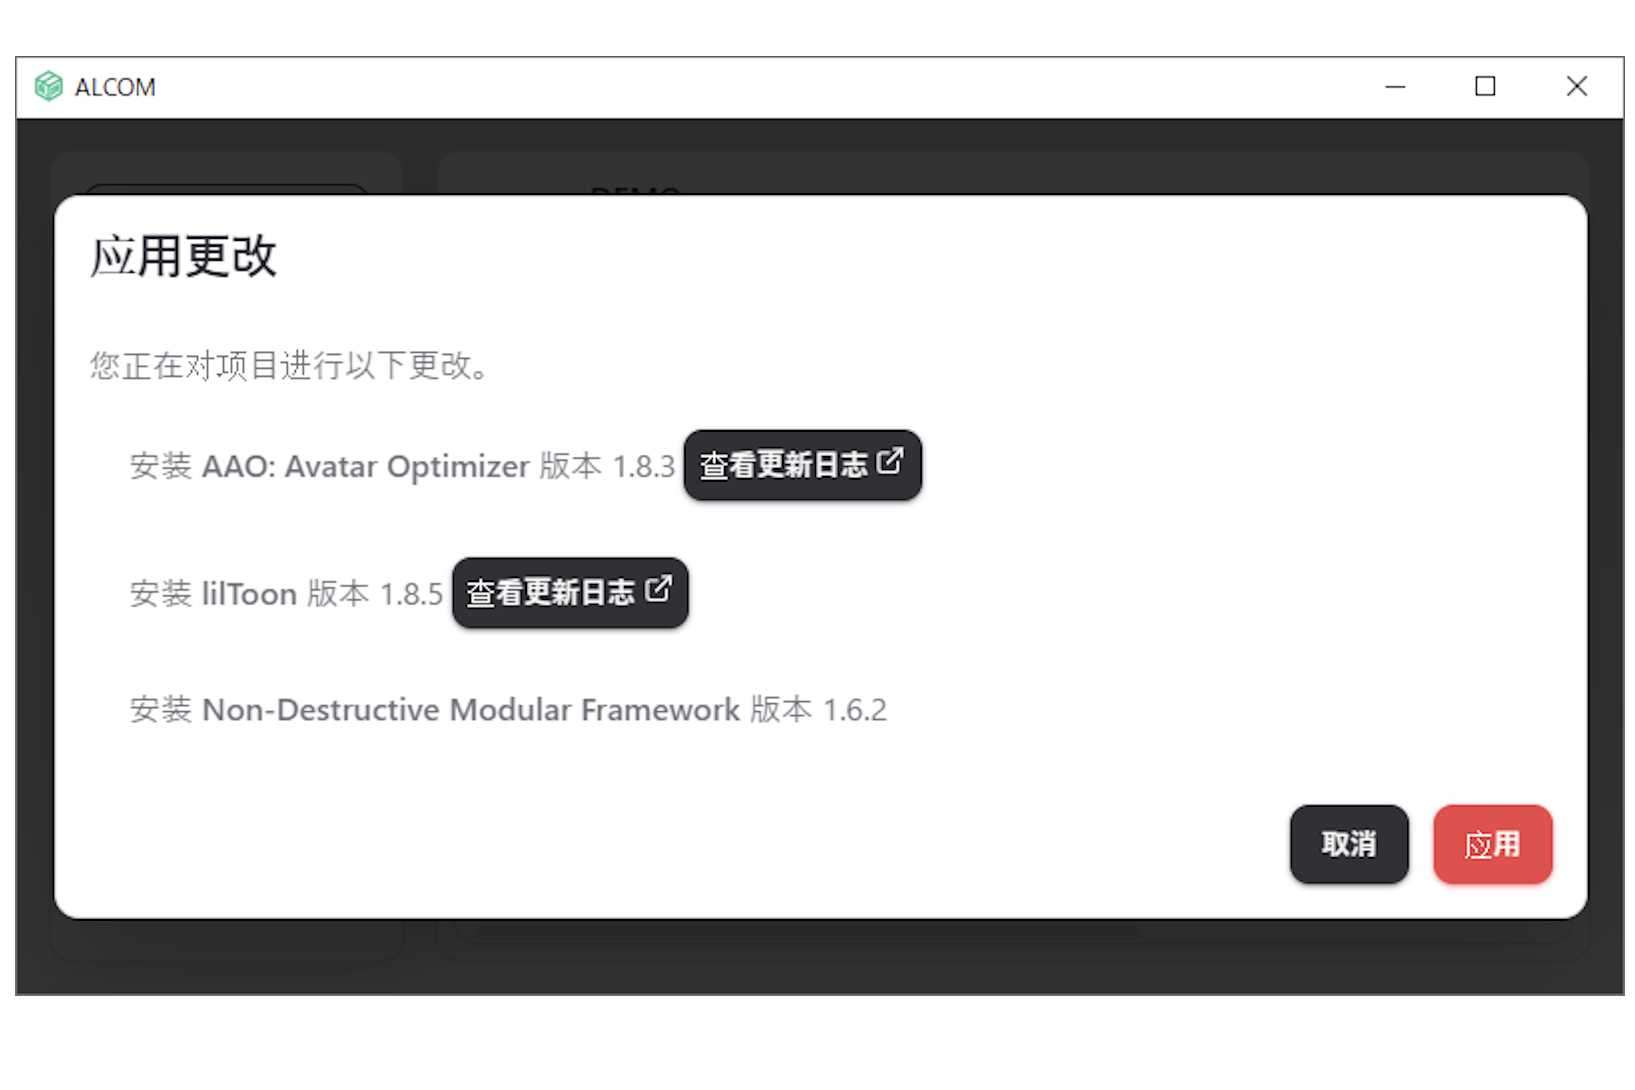 ALCOM
DEMO
应用更改
您正在对项目进行以下更改。
安装 AAO: Avatar Optimizer 版本 1.8.3 查看更新日志
安装 lilToon 版本 1.8.5 查看更新日志
安装 Non-Destructive Modular Framework 版本 1.6.2
取消 应用